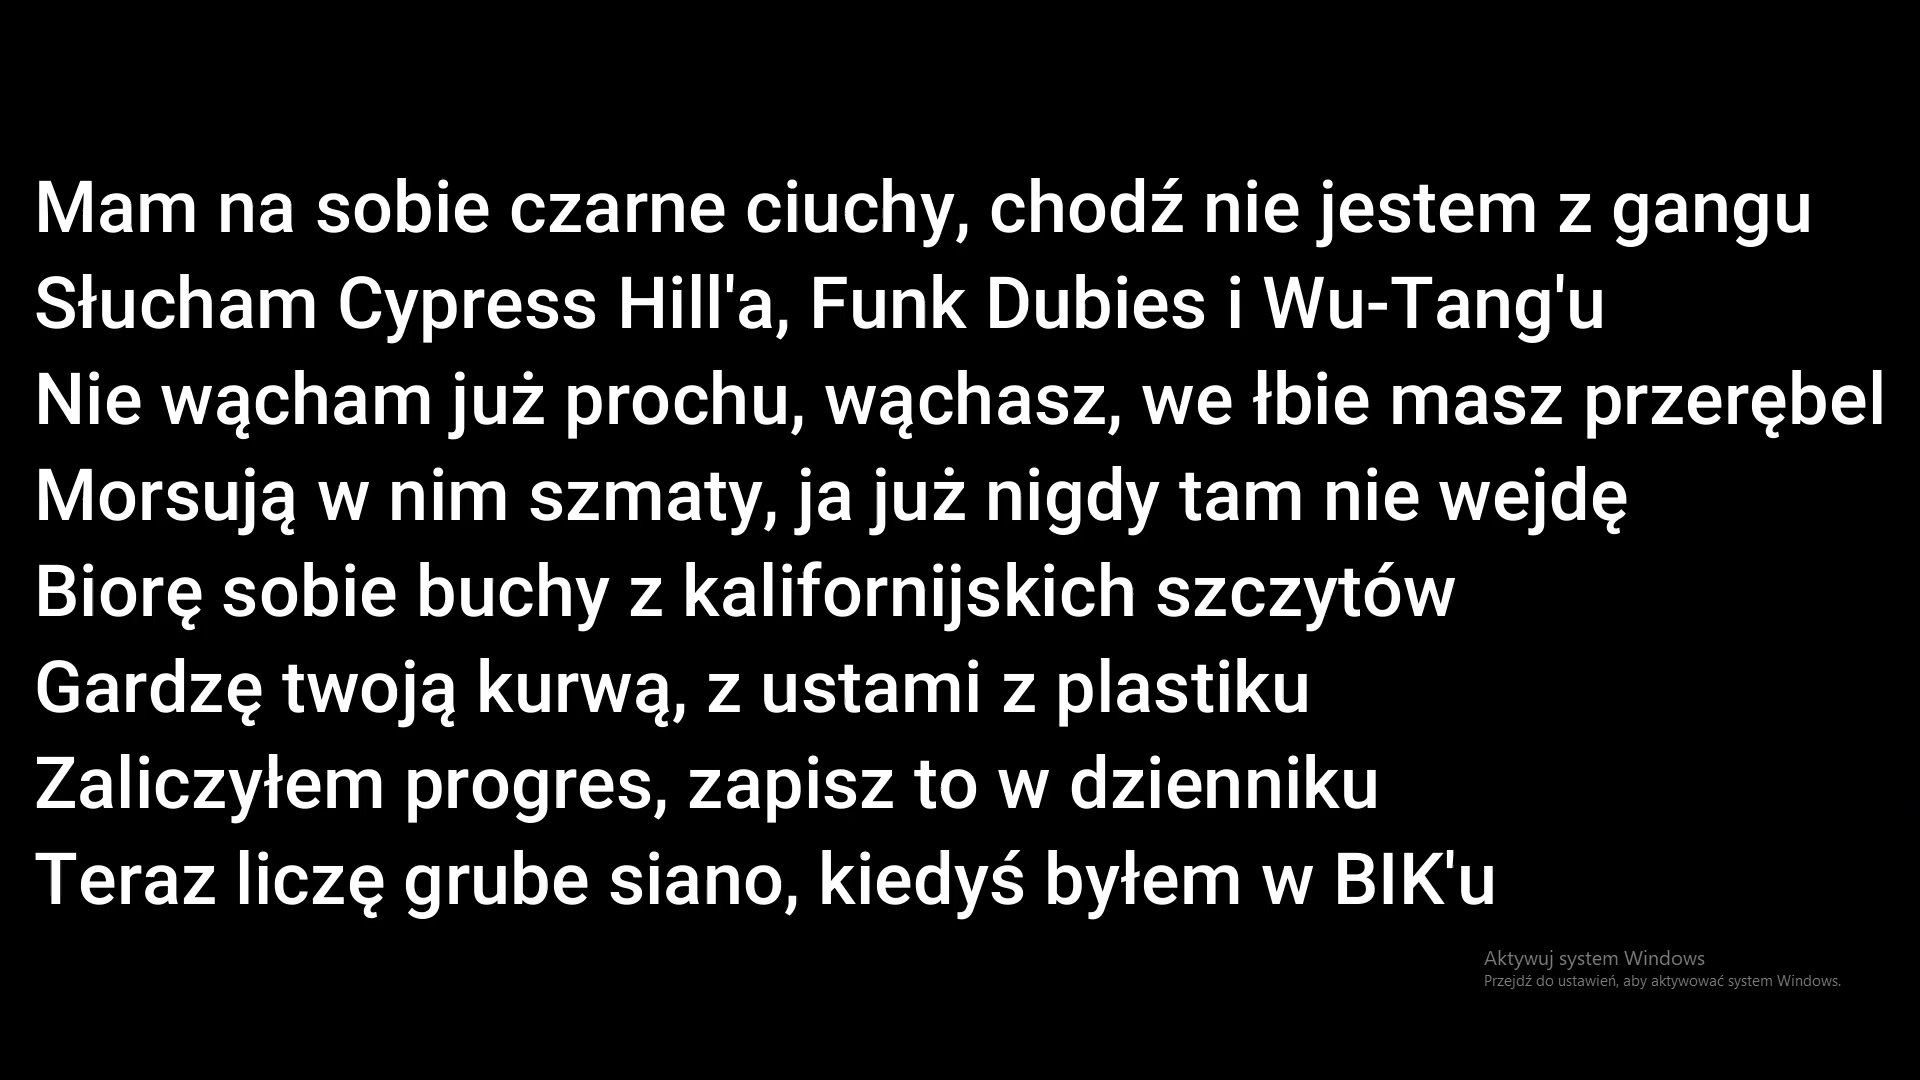 Mam na sobie czarne ciuchy, chodź nie jestem z gangu
Słucham Cypress Hill'a, Funk Dubies i Wu-Tang'u
Nie wącham już prochu, wąchasz, we łbie masz przerębel
Morsują w nim szmaty, ja już nigdy tam nie wejdę
Biorę sobie buchy z kalifornijskich szczytów
Gardzę twoją kurwą, z ustami z plastiku
Zaliczyłem progres, zapisz to w dzienniku
Teraz liczę grube siano, kiedyś byłem w BIK'u
Aktywuj system Windows
Przejdź do ustawień, aby aktywować system Windows.